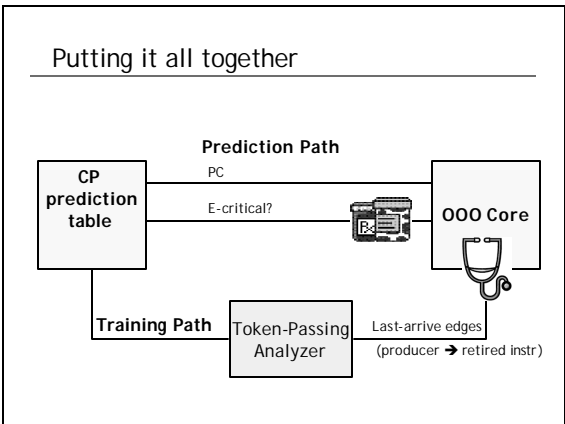 Putting it all together
Prediction Path
CP
prediction
table
PC
E-critical?
Rx
OOO Core
Training Path
Token-Passing
Analyzer
Last-arrive edges
(producer ➔ retired instr)